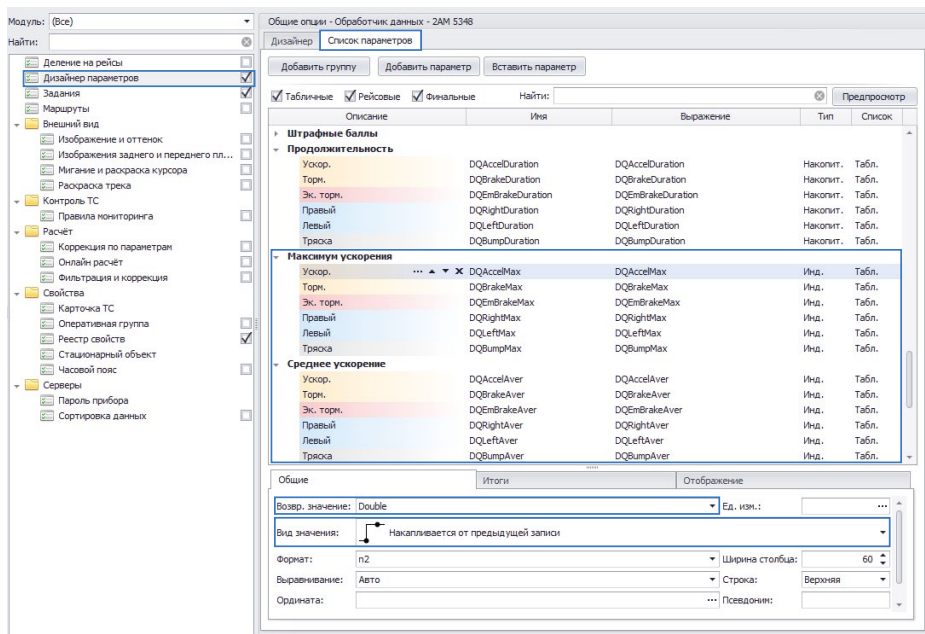 Модуль: (Все)
Найти:
Деление на рейсы
Дизайнер параметров
Задания
Маршруты
Внешний вид
Изображение и оттенок
Изображения заднего и переднего пл...
Мигание и раскраска курсора
Раскраска трека
Контроль ТС
Правила мониторинга
Расчёт
Коррекция по параметрам
Онлайн расчёт
Фильтрация и коррекция
Свойства
Карточка ТС
Оперативная группа
Реестр свойств
Стационарный объект
Часовой пояс
Серверы
Пароль прибора
Сортировка данных
Общие опции - Обработчик данных - 2AM 5348
Дизайнер Список параметров
Добавить группу Добавить параметр Вставить параметр
Табличные Рейсовые Финальные Найти: Предпросмотр
Описание Имя Выражение Тип Список
Штрафные баллы
Продолжительность
Ускор. DQAccelDuration DQAccelDuration Накопит. Табл.
Торм. DQBrakeDuration DQBrakeDuration Накопит. Табл.
Эк. торм. DQEmBrakeDuration DQEmBrakeDuration Накопит. Табл.
Правый DQRightDuration DQRightDuration Накопит. Табл.
Левый DQLeftDuration DQLeftDuration Накопит. Табл.
Тряска DQBumpDuration DQBumpDuration Накопит. Табл.
Максимум ускорения
Ускор. ... DQAccelMax DQAccelMax Инд. Табл.
Торм. DQBrakeMax DQBrakeMax Инд. Табл.
Эк. торм. DQEmBrakeMax DQEmBrakeMax Инд. Табл.
Правый DQRightMax DQRightMax Инд. Табл.
Левый DQLeftMax DQLeftMax Инд. Табл.
Тряска DQBumpMax DQBumpMax Инд. Табл.
Среднее ускорение
Ускор. DQAccelAver DQAccelAver Инд. Табл.
Торм. DQBrakeAver DQBrakeAver Инд. Табл.
Эк. торм. DQEmBrakeAver DQEmBrakeAver Инд. Табл.
Правый DQRightAver DQRightAver Инд. Табл.
Левый DQLeftAver DQLeftAver Инд. Табл.
Тряска DQBumpAver DQBumpAver Инд. Табл.
Общие Итоги Отображение
Возвр. значение: Double Ед. изм.: ...
Вид значения: Накапливается от предыдущей записи
Формат: n2 Ширина столбца: 60
Выравнивание: Авто Строка: Верхняя
Ордината: ... Псевдоним: